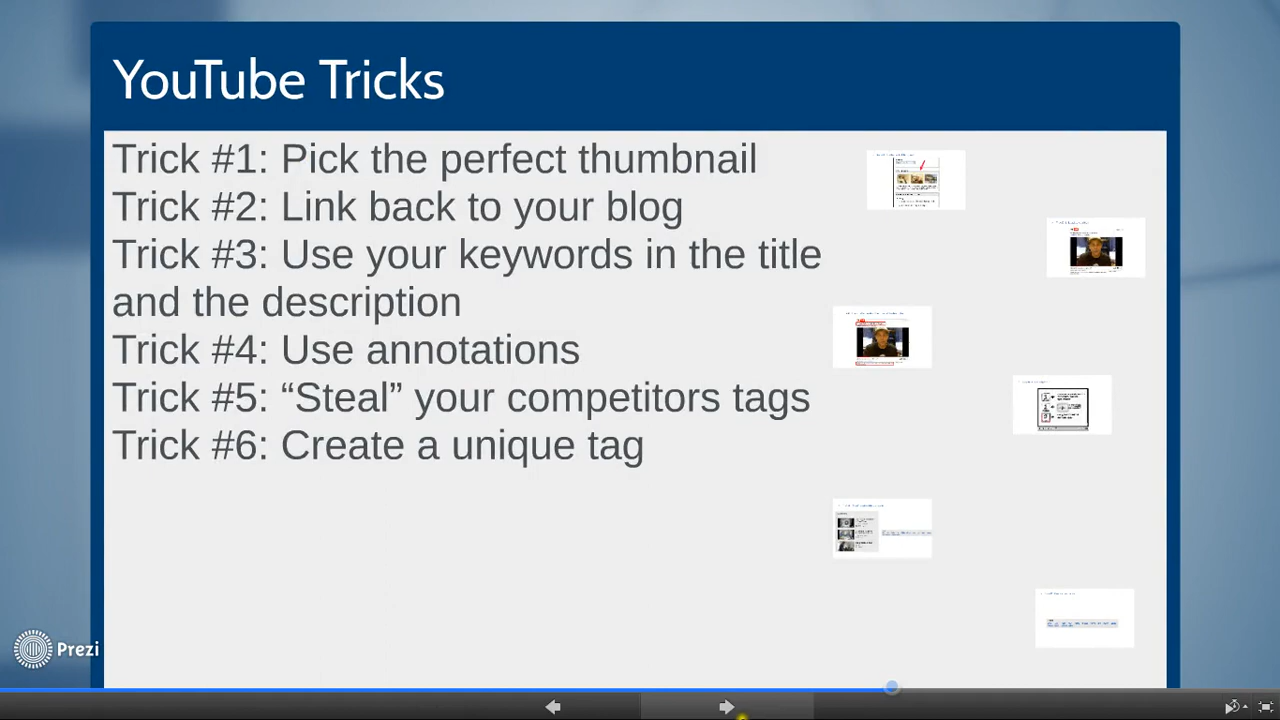 YouTube Tricks
Trick #1: Pick the perfect thumbnail
Trick #2: Link back to your blog
Trick #3: Use your keywords in the title
and the description
Trick #4: Use annotations
Trick #5: “Steal” your competitors tags
Trick #6: Create a unique tag
Prezi